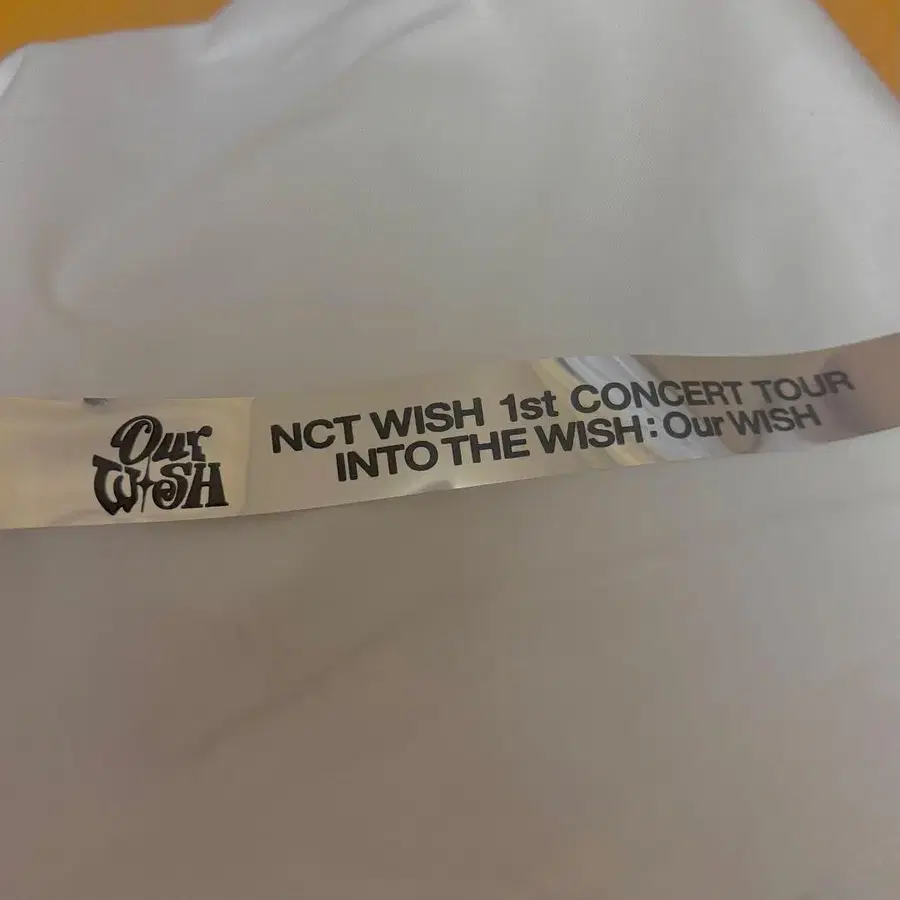 Our
WISH
NCT WISH 1st CONCERT TOUR
INTO THE WISH : Our WISH